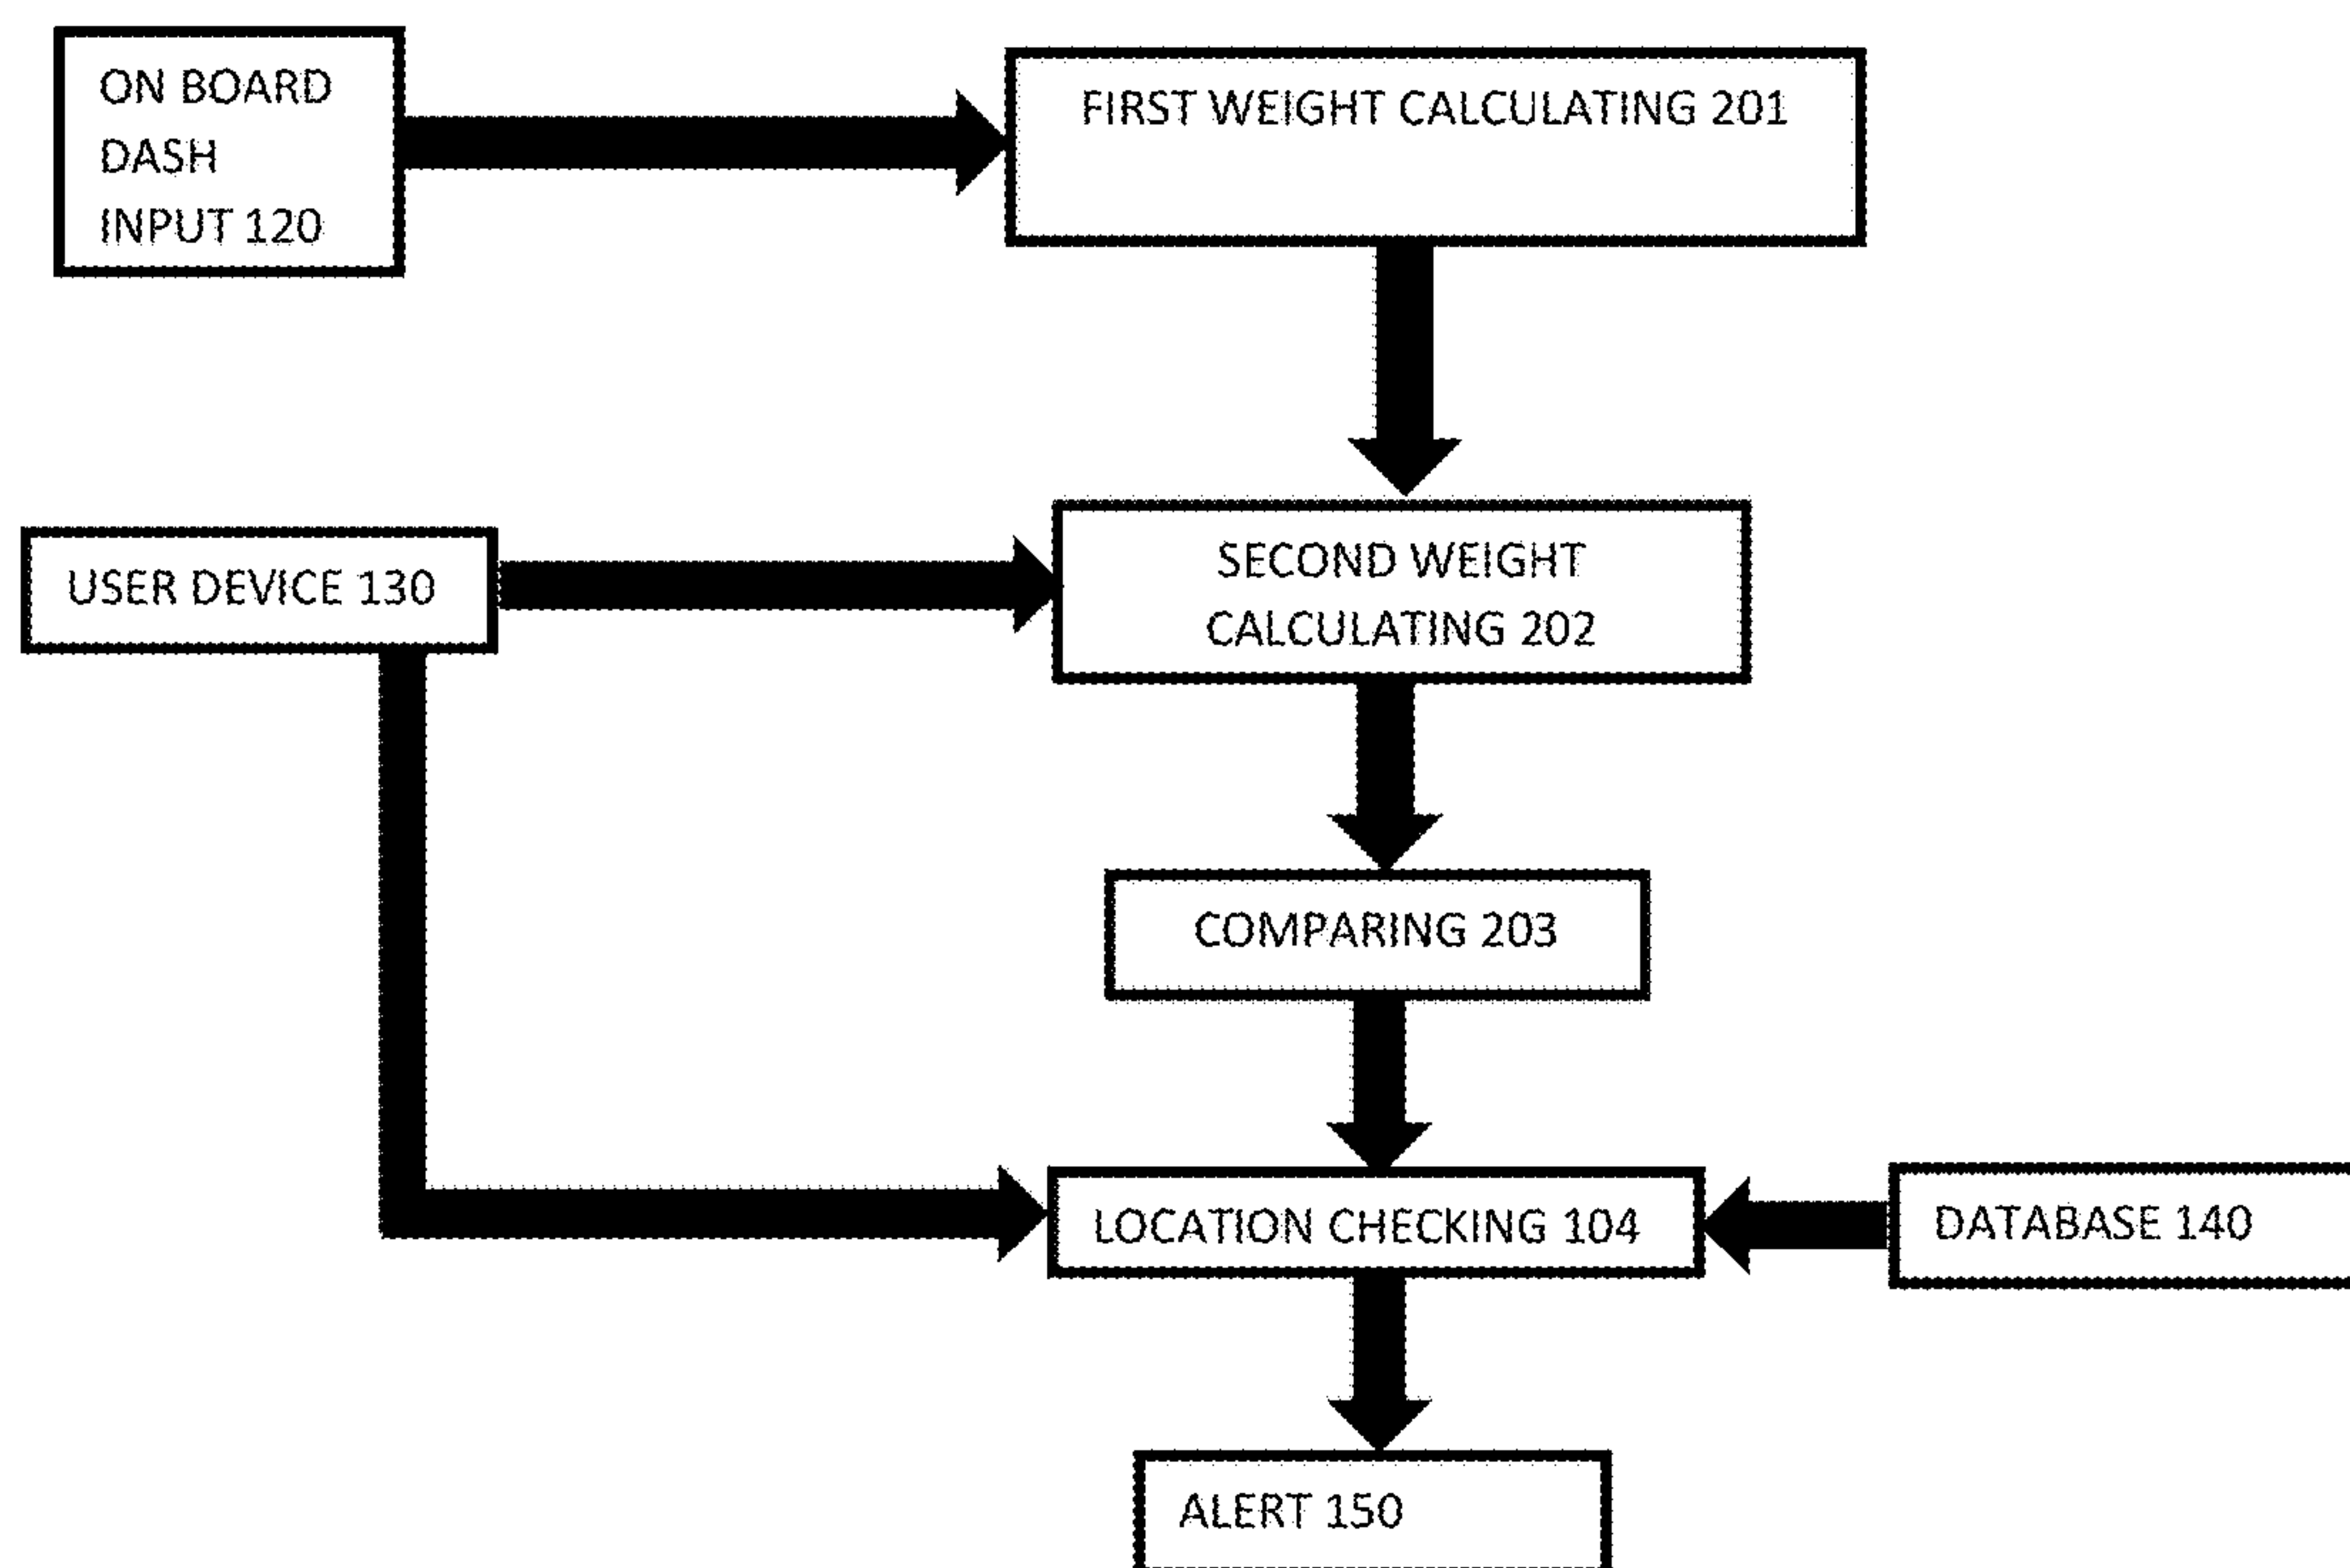 ON BOARD
DASH
INPUT 120
FIRST WEIGHT CALCULATING 201
USER DEVICE 130
SECOND WEIGHT
CALCULATING 202
COMPARING 203
LOCATION CHECKING 104
DATABASE 140
ALERT 150